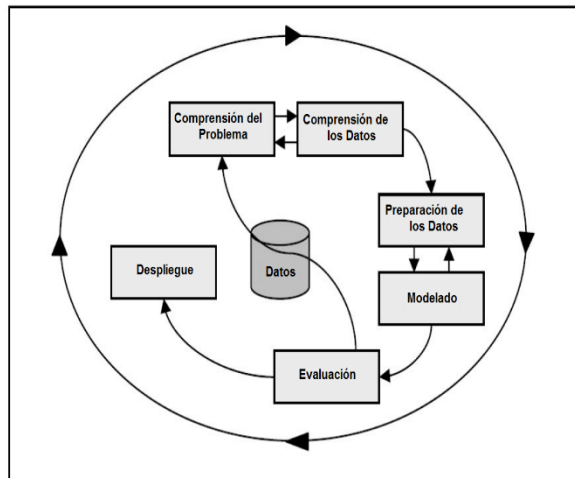 Comprensión del
Problema
Comprensión de
los Datos
Preparación de
los Datos
Modelado
Datos
Despliegue
Evaluación